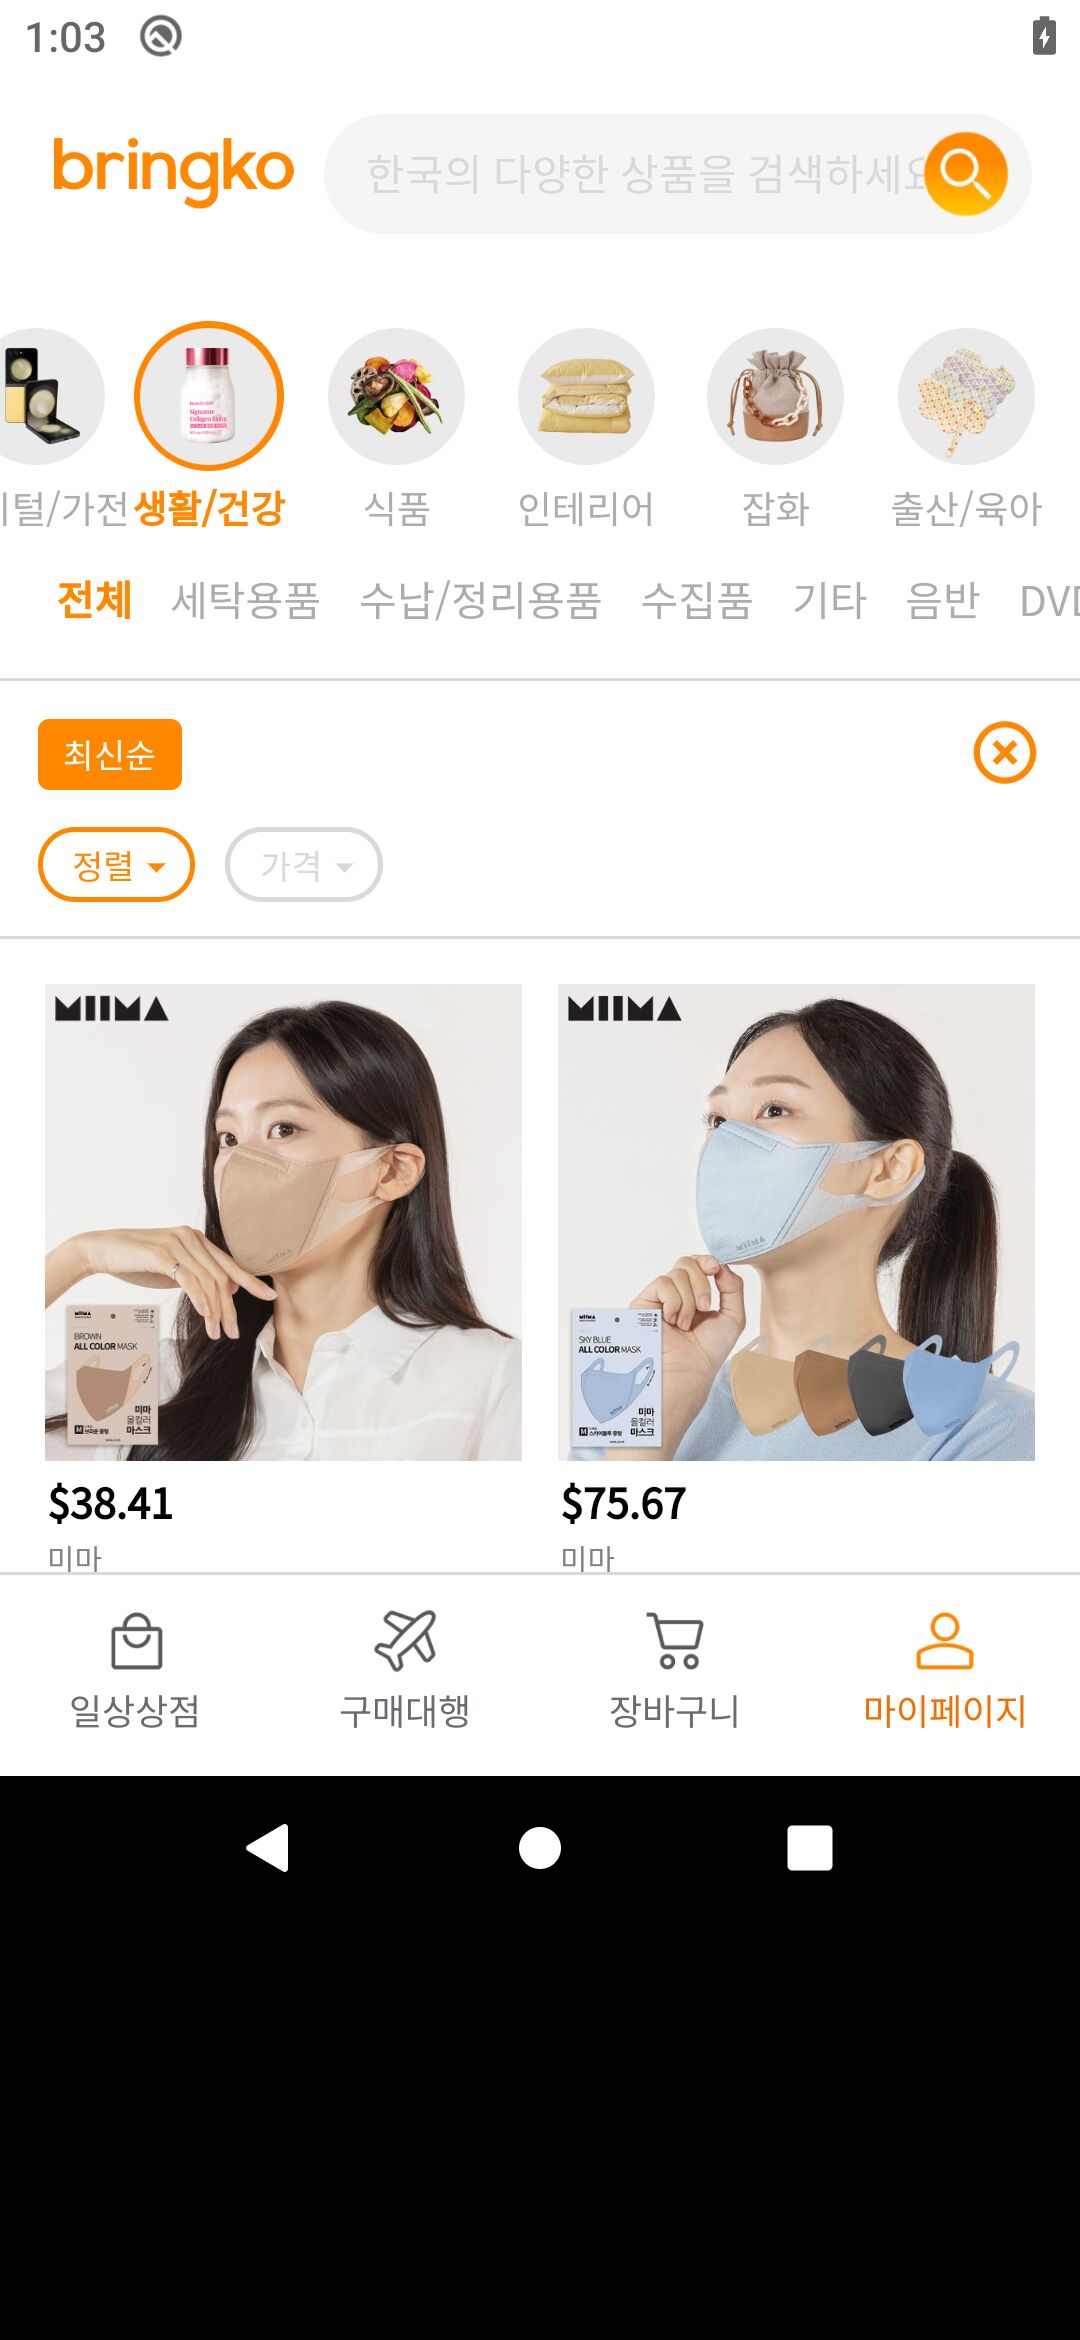 1:03
bringko
한국의 다양한 상품을 검색하세요
털/가전
생활/건강
식품
인테리어
잡화
출산/육아
전체
세탁용품
수납/정리용품
수집품
기타
음반
DVD
최신순
정렬
가격
MIIMA
MIIMA
BROWN
ALL COLOR MASK
미마
올컬러
마스크
SKY BLUE
ALL COLOR MASK
미마
올컬러
마스크
$38.41
$75.67
미마
미마
일상상점
구매대행
장바구니
마이페이지